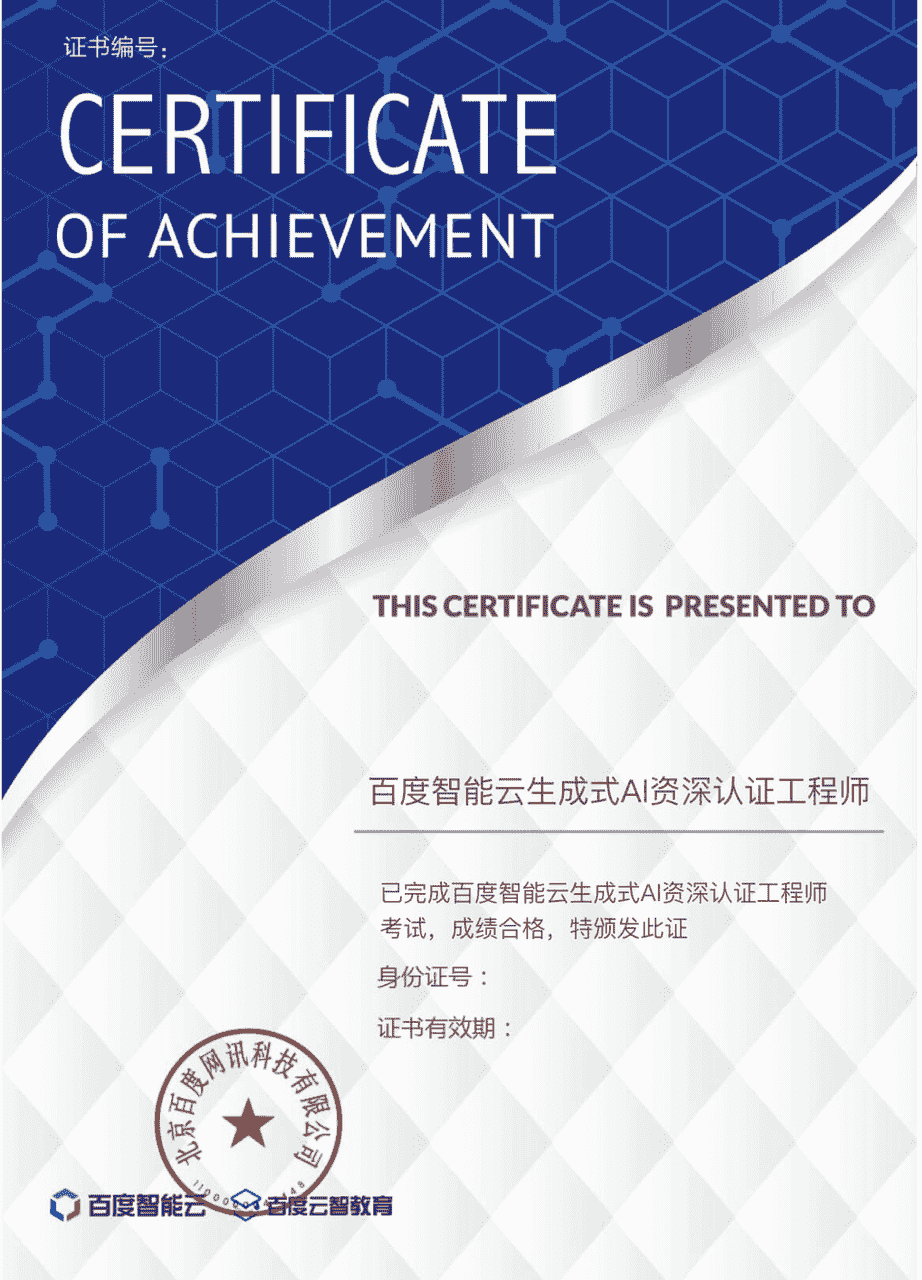 证书编号：
CERTIFICATE
OF ACHIEVEMENT
THIS CERTIFICATE IS PRESENTED TO
百度智能云生成式AI资深认证工程师
已完成百度智能云生成式AI资深认证工程师
考试，成绩合格，特颁发此证
身份证号：
证书有效期：
北京百度网讯科技有限公司
百度智能云
百度云智教育